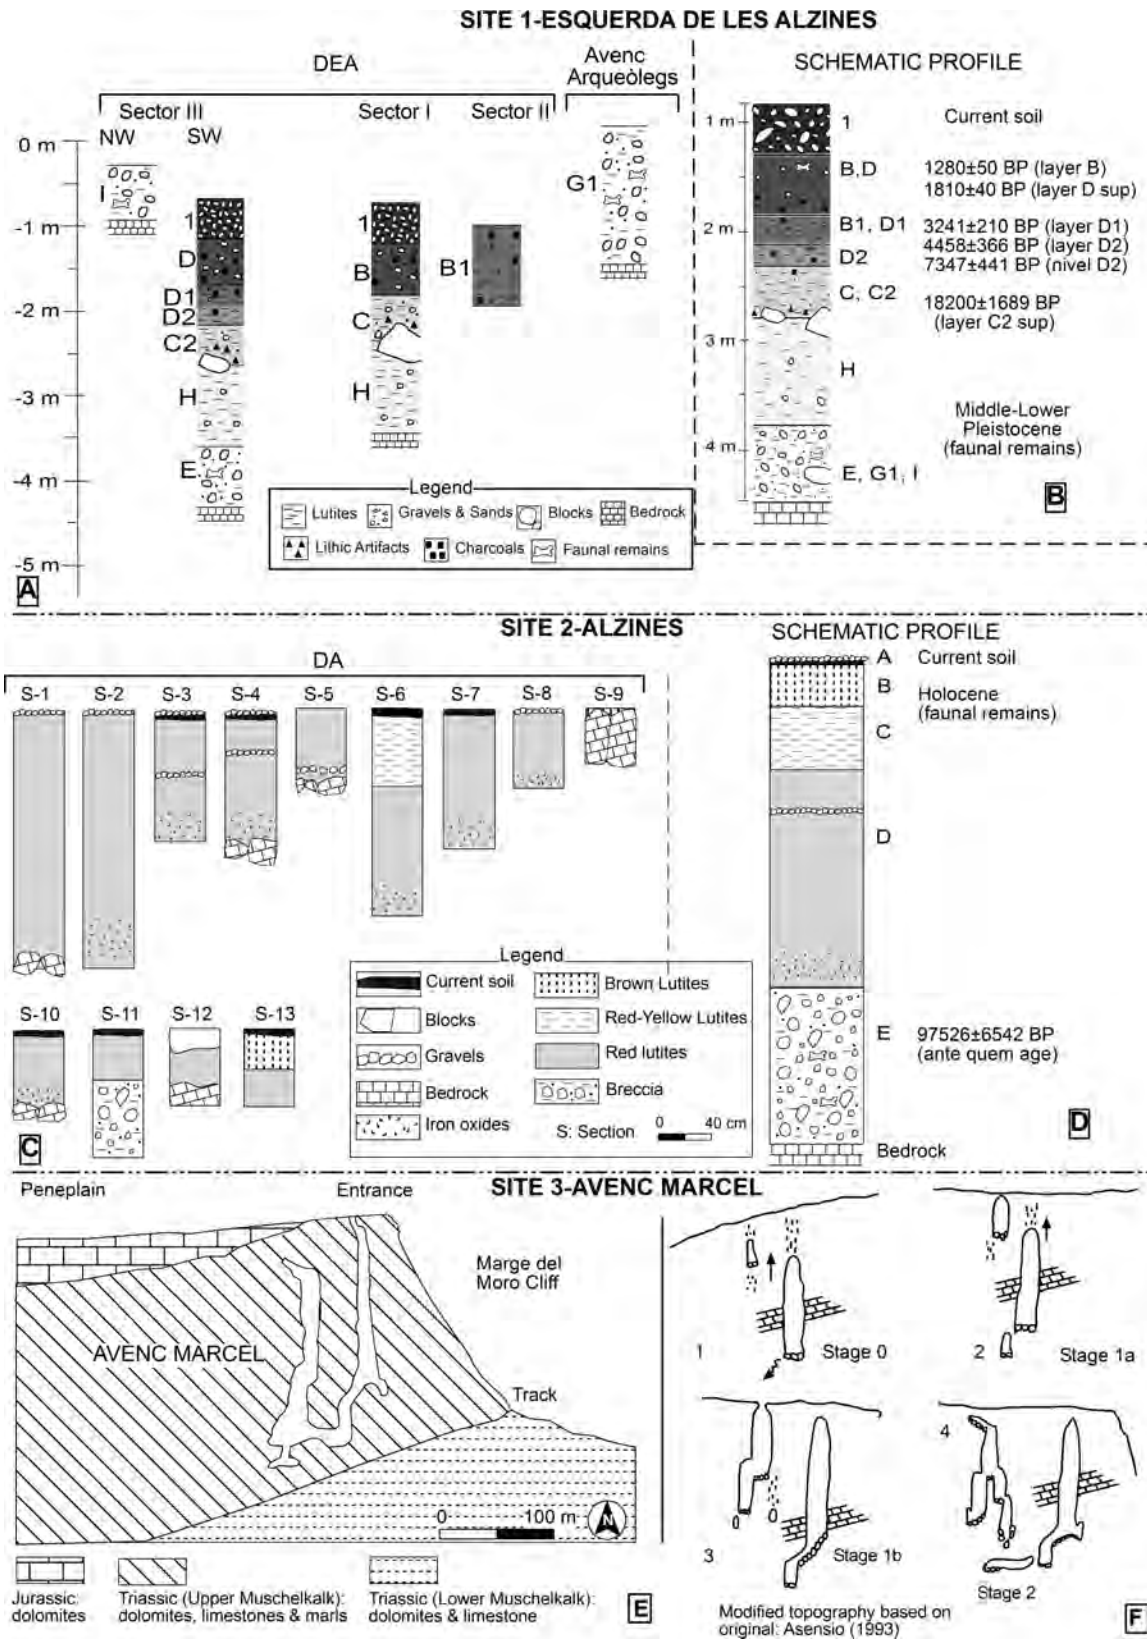 SITE 1-ESQUERDA DE LES ALZINES
DEA
Avenc
Arqueòlegs
SCHEMATIC PROFILE
Sector III
Sector I
Sector II
NW
SW
0 m
-1 m
-2 m
-3 m
-4 m
-5 m
I
1
D
D1
D2
C2
H
E
1
B
C
H
B1
G1
1 m
2 m
3 m
4 m
1
B,D
B1, D1
D2
C, C2
H
E, G1, I
Current soil
1280±50 BP (layer B)
1810±40 BP (layer D sup)
3241±210 BP (layer D1)
4458±366 BP (layer D2)
7347±441 BP (nivel D2)
18200±1689 BP
(layer C2 sup)
Middle-Lower
Pleistocene
(faunal remains)
Legend
Lutites
Gravels & Sands
Blocks
Bedrock
Lithic Artifacts
Charcoals
Faunal remains
A
B
SITE 2-ALZINES
SCHEMATIC PROFILE
DA
S-1
S-2
S-3
S-4
S-5
S-6
S-7
S-8
S-9
S-10
S-11
S-12
S-13
A
B
C
D
E
Current soil
Holocene
(faunal remains)
97526±6542 BP
(ante quem age)
Bedrock
Legend
Current soil
Brown Lutites
Blocks
Red-Yellow Lutites
Gravels
Red lutites
Bedrock
Breccia
Iron oxides
S: Section
0
40 cm
C
D
SITE 3-AVENC MARCEL
Peneplain
Entrance
Marge del
Moro Cliff
AVENC MARCEL
Track
0
100 m
N
Jurassic:
dolomites
Triassic (Upper Muschelkalk):
dolomites, limestones & marls
Triassic (Lower Muschelkalk):
dolomites & limestone
E
1
Stage 0
2
Stage 1a
3
Stage 1b
4
Stage 2
Modified topography based on
original: Asensio (1993)
F